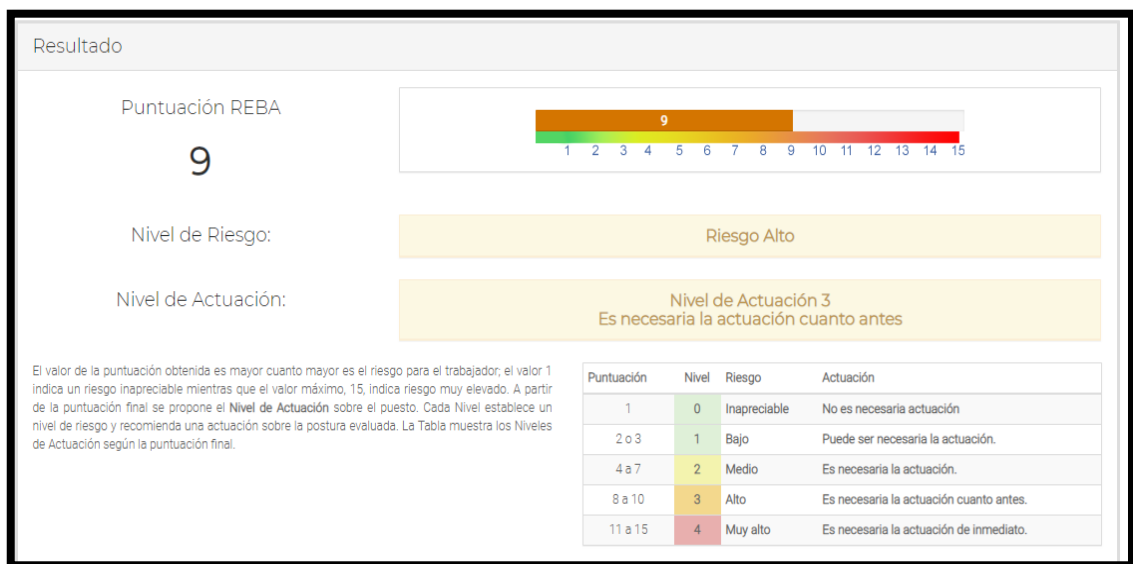 Resultado
Puntuación REBA
9
9
1 2 3 4 5 6 7 8 9 10 11 12 13 14 15
Nivel de Riesgo:
Riesgo Alto
Nivel de Actuación:
Nivel de Actuación 3
Es necesaria la actuación cuanto antes
El valor de la puntuación obtenida es mayor cuanto mayor es el riesgo para el trabajador; el valor 1
indica un riesgo inapreciable mientras que el valor máximo, 15, indica riesgo muy elevado. A partir
de la puntuación final se propone el Nivel de Actuación sobre el puesto. Cada Nivel establece un
nivel de riesgo y recomienda una actuación sobre la postura evaluada. La Tabla muestra los Niveles
de Actuación según la puntuación final.
Puntuación Nivel Riesgo Actuación
1 0 Inapreciable No es necesaria actuación
2 o 3 1 Bajo Puede ser necesaria la actuación.
4 a 7 2 Medio Es necesaria la actuación.
8 a 10 3 Alto Es necesaria la actuación cuanto antes.
11 a 15 4 Muy alto Es necesaria la actuación de inmediato.